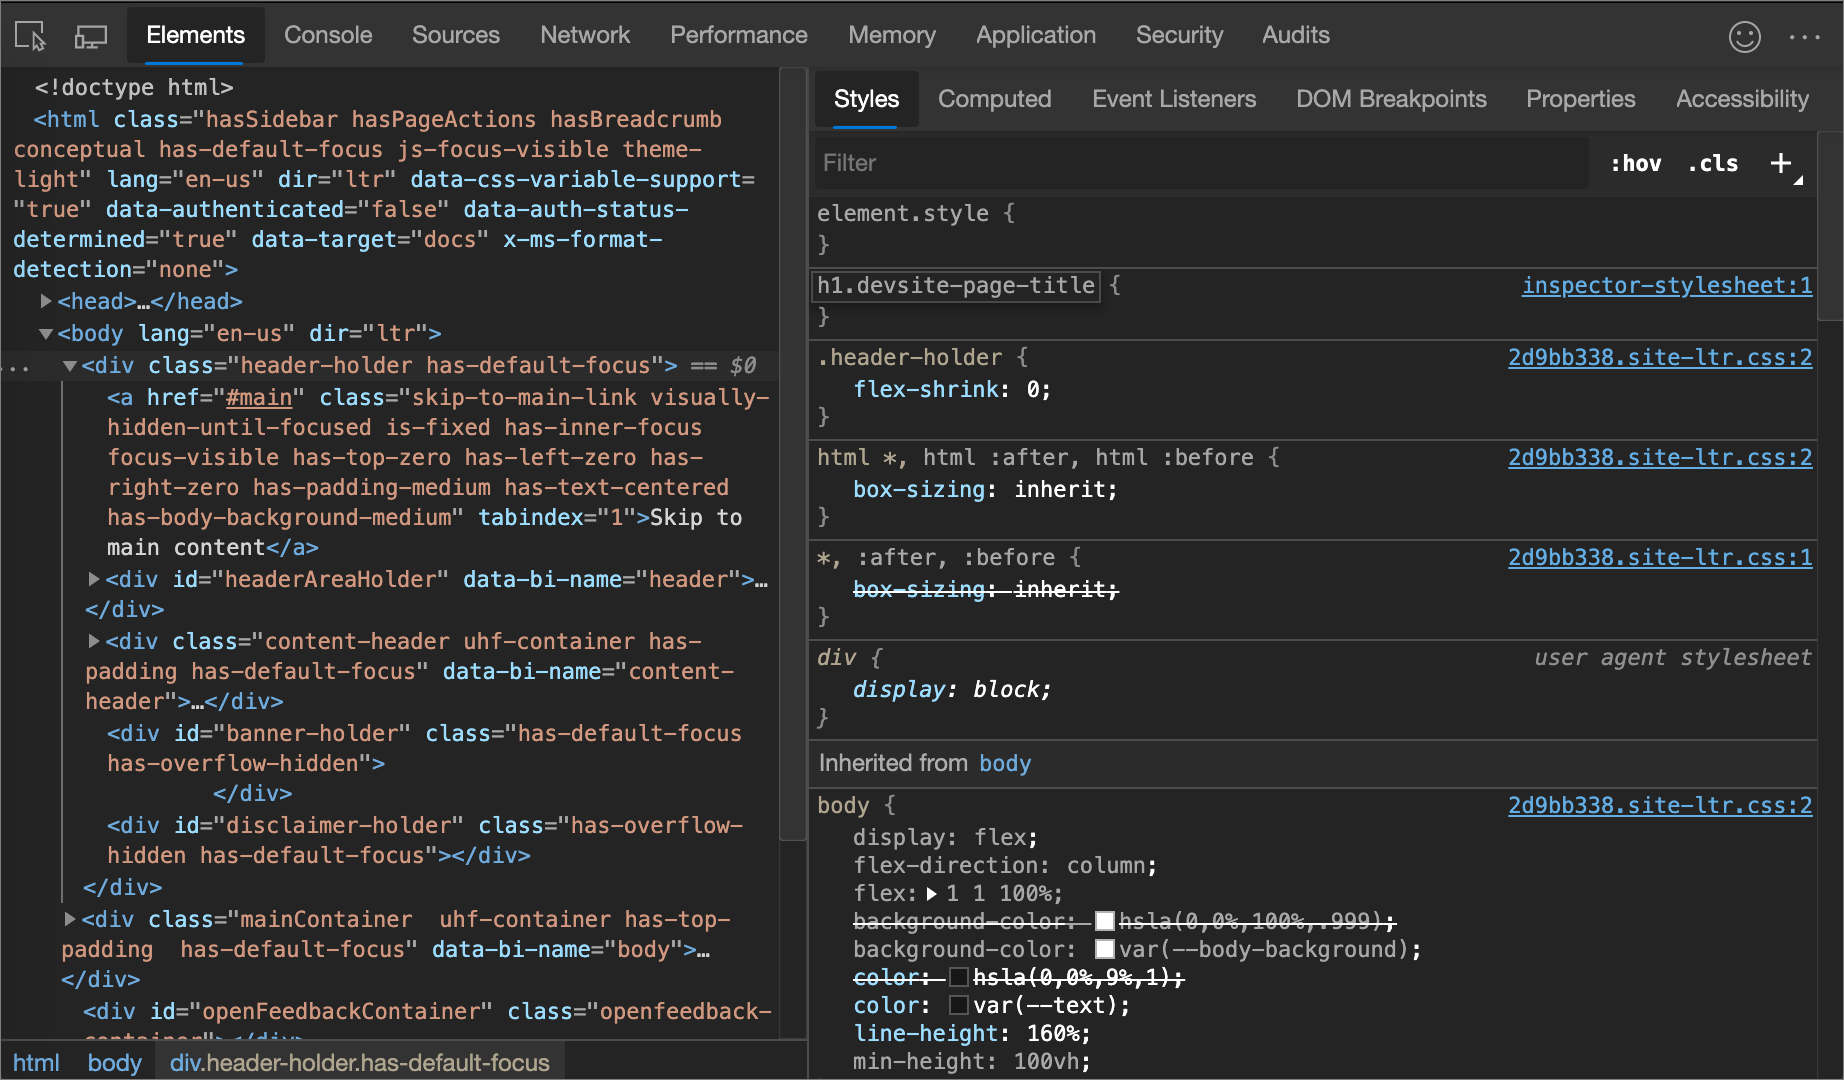 Elements Console Sources Network Performance Memory Application Security Audits
<!doctype html>
<html class="hasSidebar hasPageActions hasBreadcrumb
conceptual has-default-focus js-focus-visible theme-
light" lang="en-us" dir="ltr" data-css-variable-support=
"true" data-authenticated="false" data-auth-status-
determined="true" data-target="docs" x-ms-format-
detection="none">
<head>…</head>
<body lang="en-us" dir="ltr">
<div class="header-holder has-default-focus"> == $0
<a href="#main" class="skip-to-main-link visually-
hidden-until-focused is-fixed has-inner-focus
focus-visible has-top-zero has-left-zero has-
right-zero has-padding-medium has-text-centered
has-body-background-medium" tabindex="1">Skip to
main content</a>
<div id="headerAreaHolder" data-bi-name="header">…
</div>
<div class="content-header uhf-container has-
padding has-default-focus" data-bi-name="content-
header">…</div>
<div id="banner-holder" class="has-default-focus
has-overflow-hidden">
</div>
<div id="disclaimer-holder" class="has-overflow-
hidden has-default-focus"></div>
</div>
<div class="mainContainer  uhf-container has-top-
padding  has-default-focus" data-bi-name="body">…
</div>
<div id="openFeedbackContainer" class="openfeedback-
container"></div>
html body div.header-holder.has-default-focus
Styles Computed Event Listeners DOM Breakpoints Properties Accessibility
Filter :hov .cls +
element.style {
}
h1.devsite-page-title { inspector-stylesheet:1
}
.header-holder { 2d9bb338.site-ltr.css:2
flex-shrink: 0;
}
html *, html :after, html :before { 2d9bb338.site-ltr.css:2
box-sizing: inherit;
}
*, :after, :before { 2d9bb338.site-ltr.css:1
box-sizing: inherit;
}
div { user agent stylesheet
display: block;
}
Inherited from body
body { 2d9bb338.site-ltr.css:2
display: flex;
flex-direction: column;
flex: 1 1 100%;
background-color: hsla(0,0%,100%,.999);
background-color: var(--body-background);
color: hsla(0,0%,9%,1);
color: var(--text);
line-height: 160%;
min-height: 100vh;